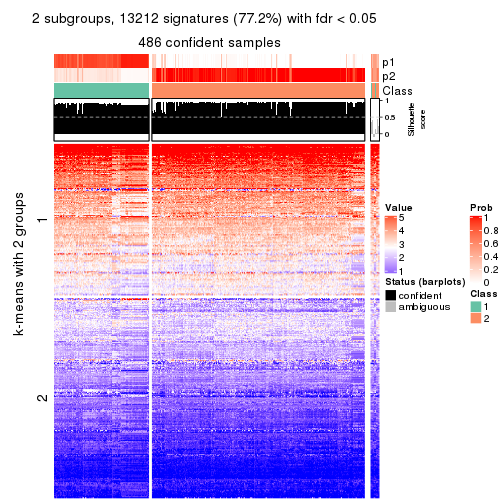 2 subgroups, 13212 signatures (77.2%) with fdr < 0.05
486 confident samples
p1
p2
Class
1
0.5
0
Silhouette
score
k-means with 2 groups
1
2
Value
5
4
3
2
1
Status (barplots)
confident
ambiguous
Prob
1
0.8
0.6
0.4
0.2
0
Class
1
2